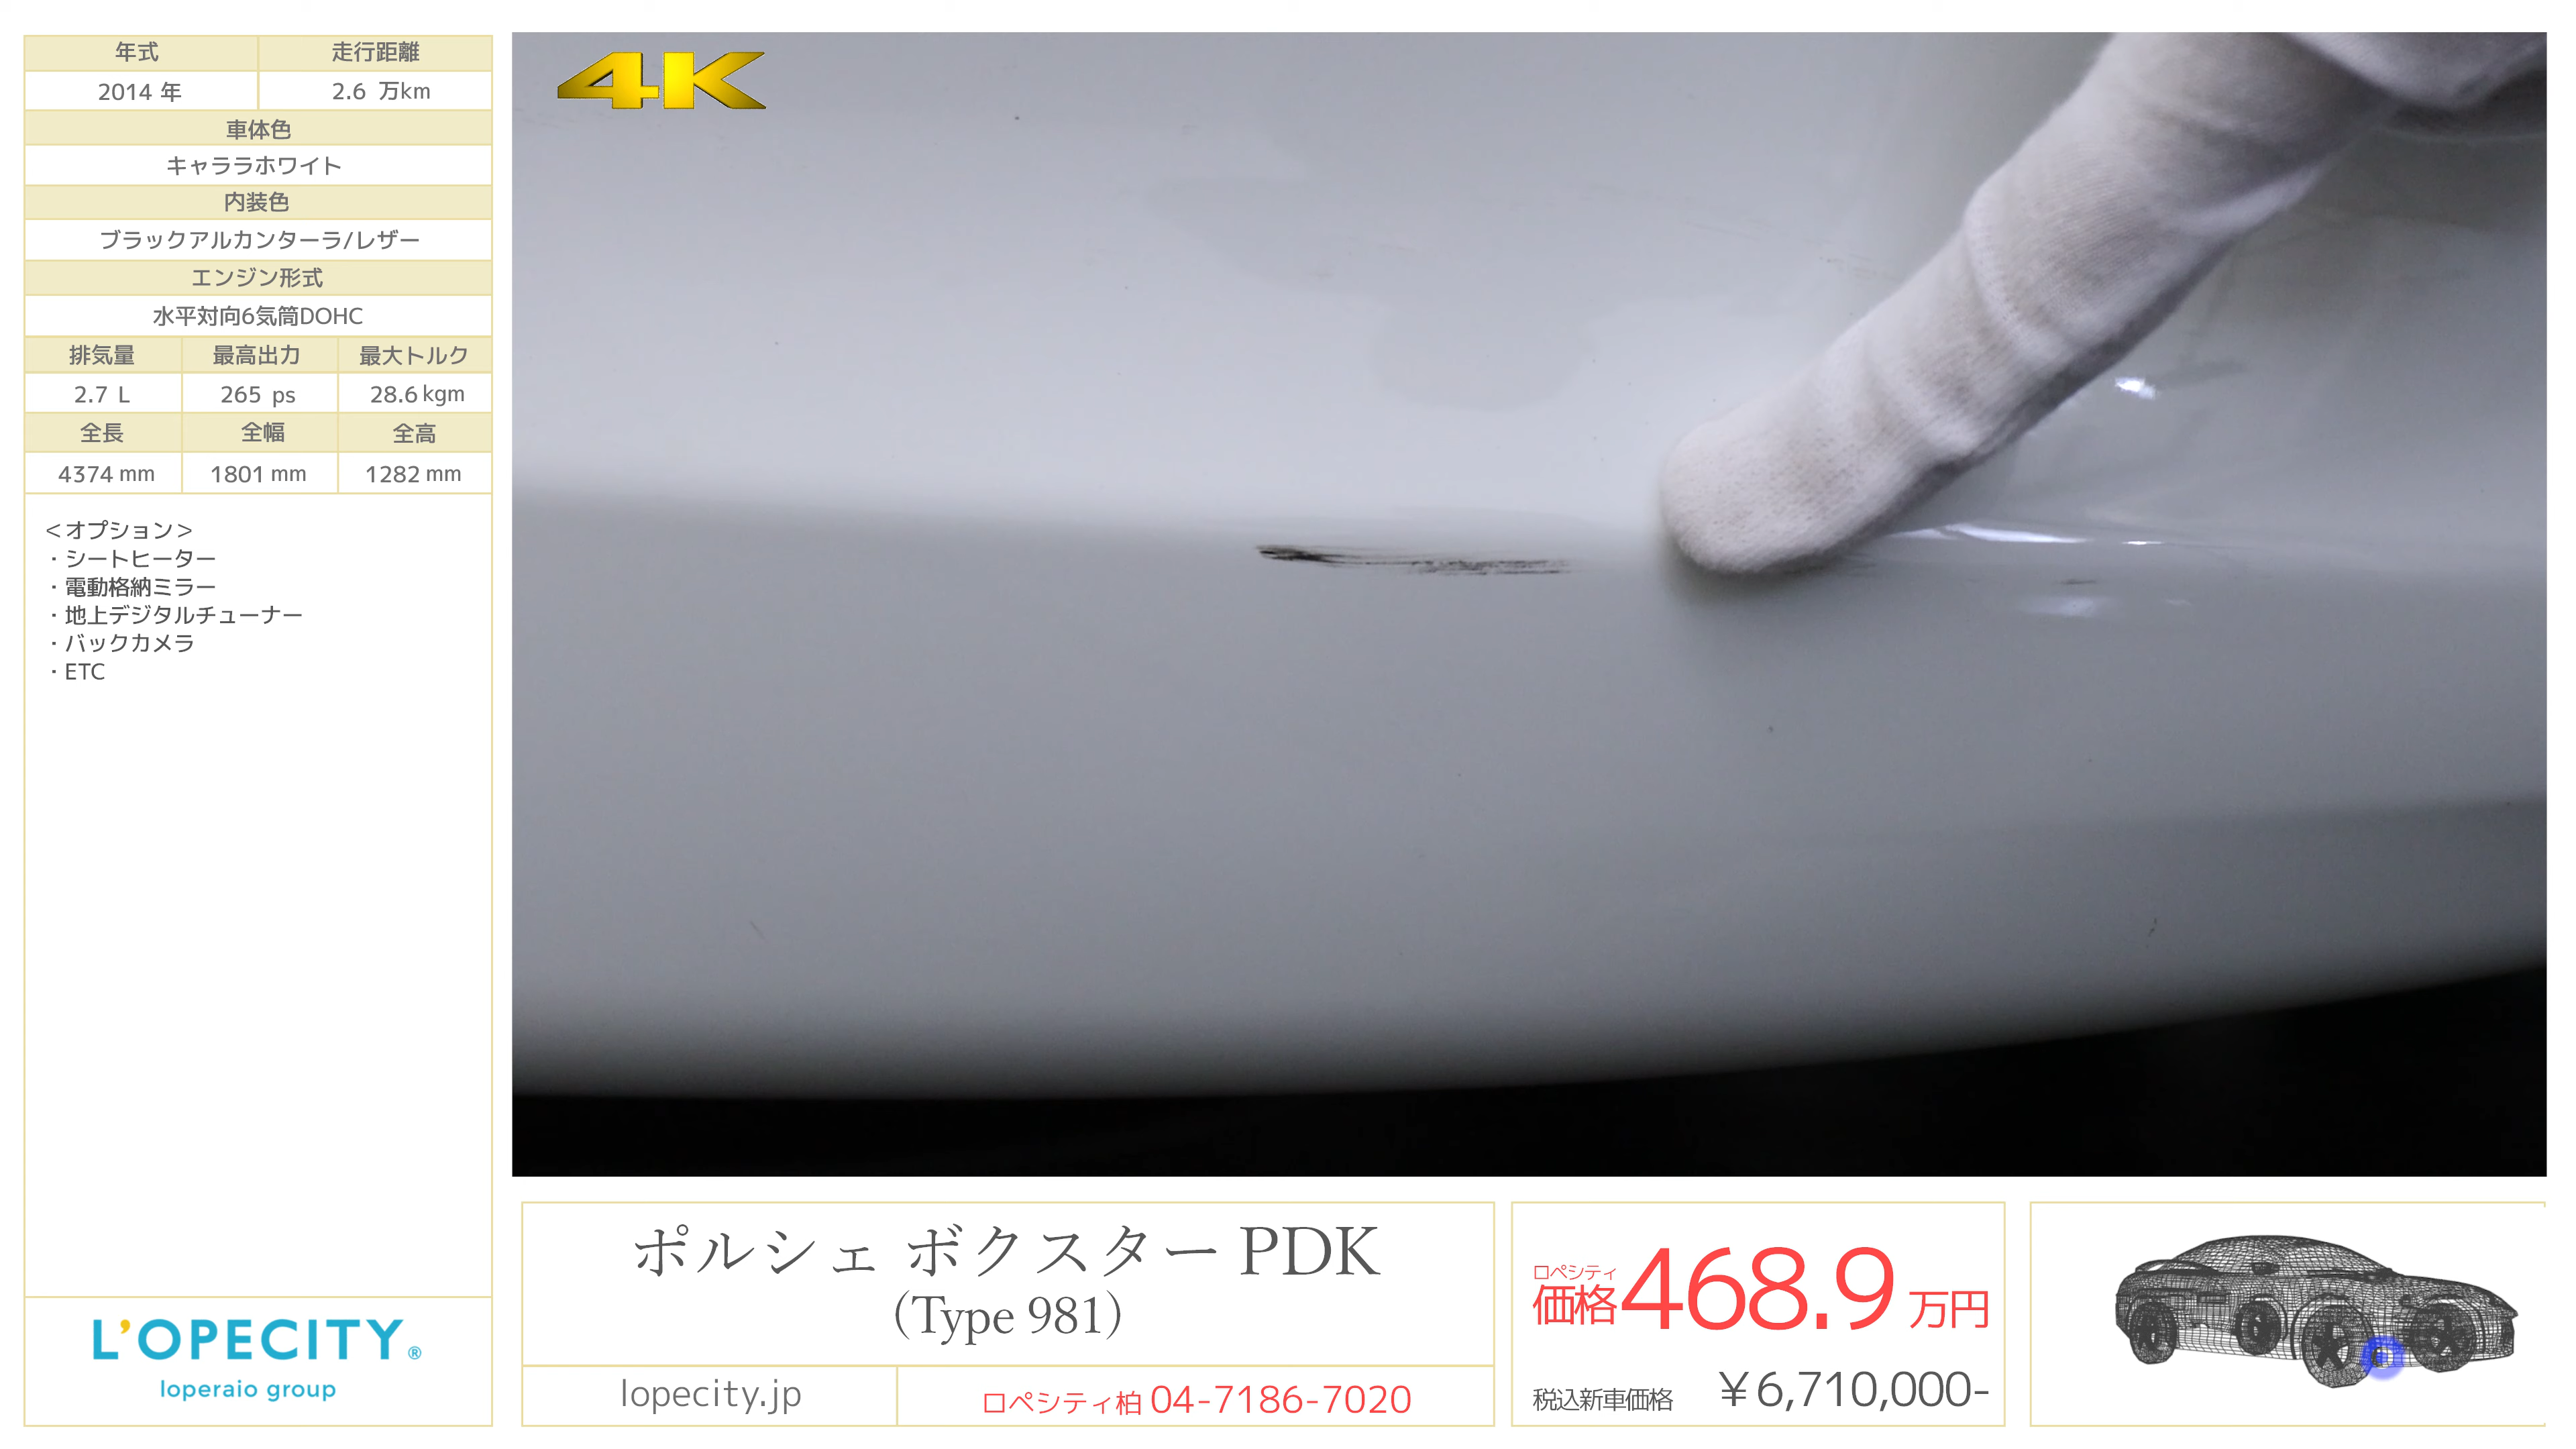 年式 走行距離
2014 年 2.6 万km
車体色
キャララホワイト
内装色
ブラックアルカンターラ/レザー
エンジン形式
水平対向6気筒DOHC
排気量 最高出力 最大トルク
2.7 L 265 ps 28.6 kgm
全長 全幅 全高
4374 mm 1801 mm 1282 mm
＜オプション＞
・シートヒーター
・電動格納ミラー
・地上デジタルチューナー
・バックカメラ
・ETC
L'OPECITY®
loperaio group
4K
ポルシェ ボクスター PDK
(Type 981)
lopecity.jp
ロペシティ柏 04-7186-7020
ロペシティ
価格 468.9 万円
税込新車価格 ￥6,710,000-